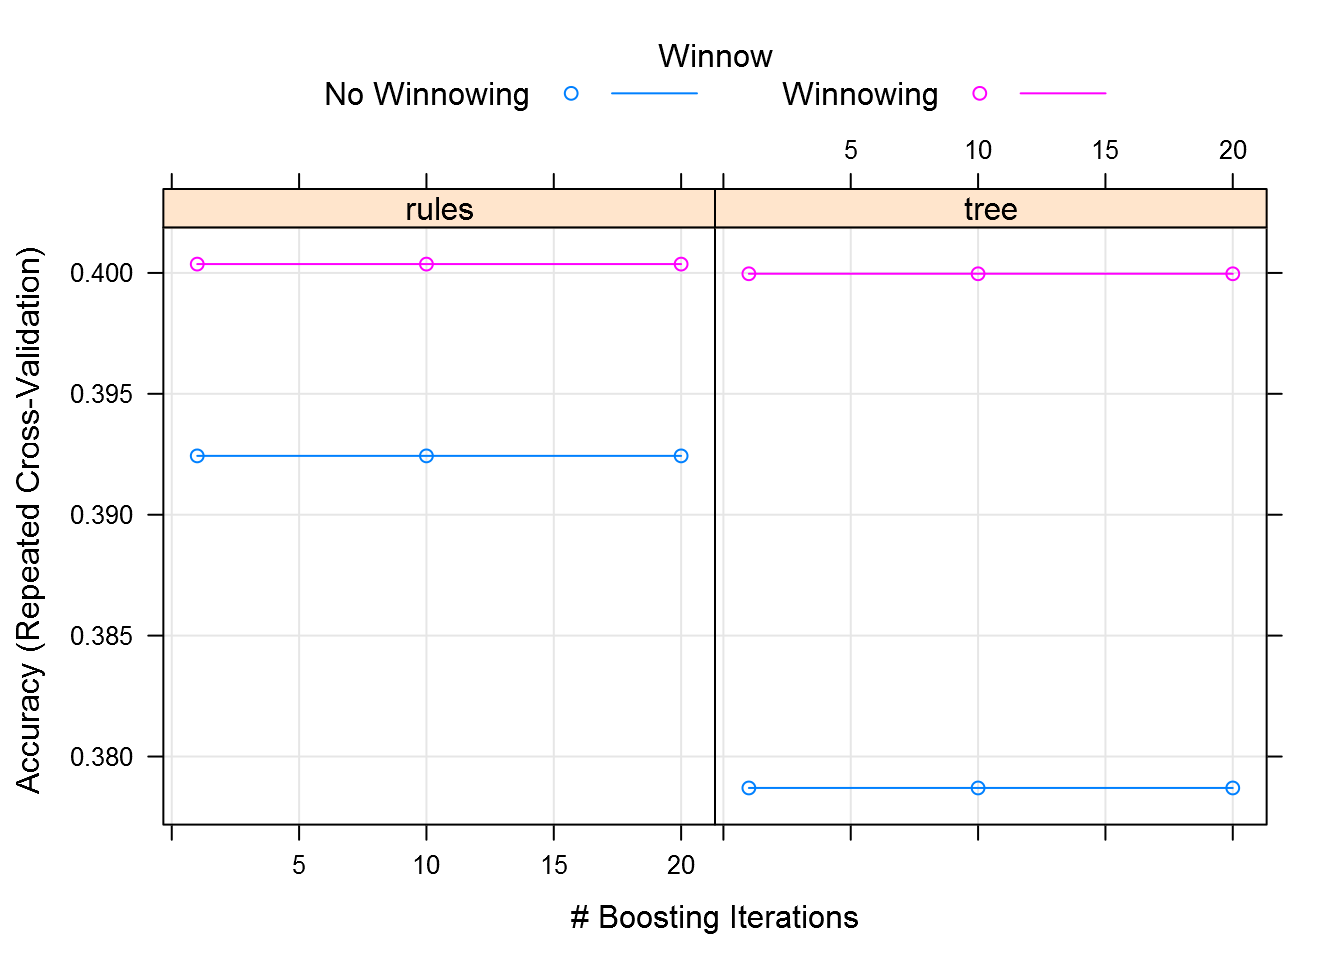 Winnow
No Winnowing Winnowing
5 10 15 20
rules tree
Accuracy (Repeated Cross-Validation)
0.400
0.395
0.390
0.385
0.380
5 10 15 20
# Boosting Iterations